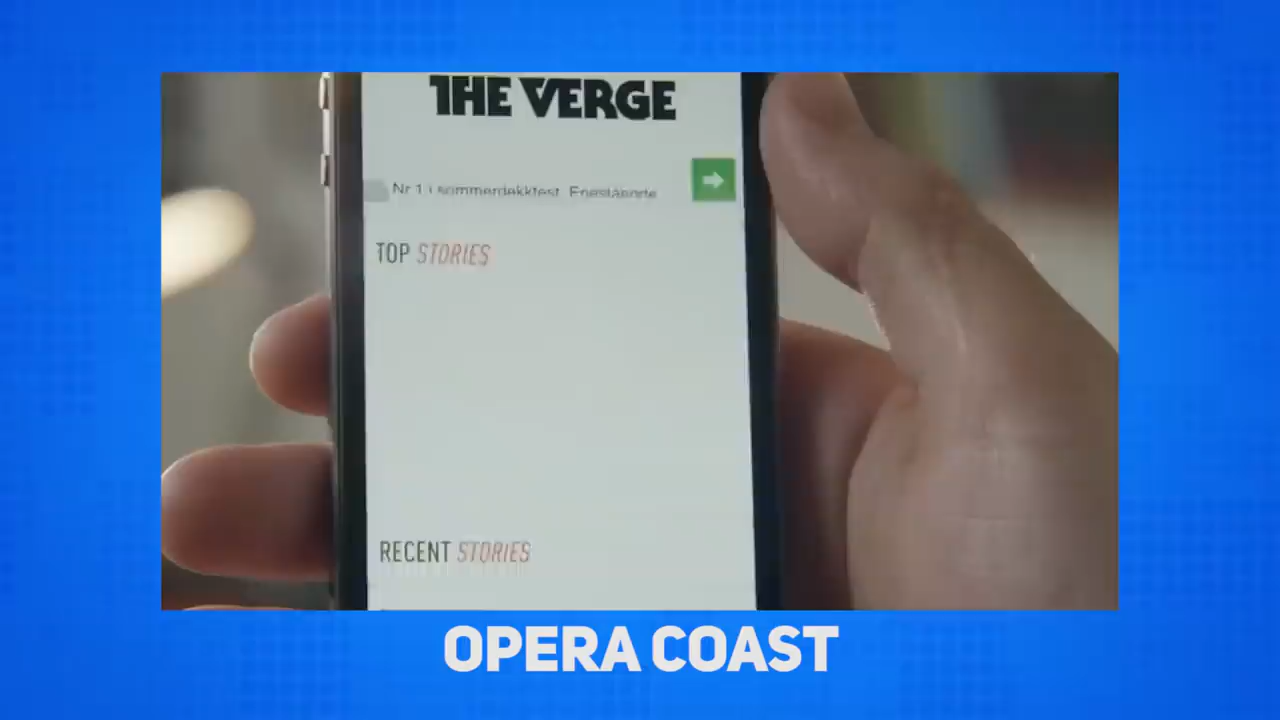 THE VERGE
Nr 1 i sommerdekktest. Enestående
TOP STORIES
RECENT STORIES
OPERA COAST